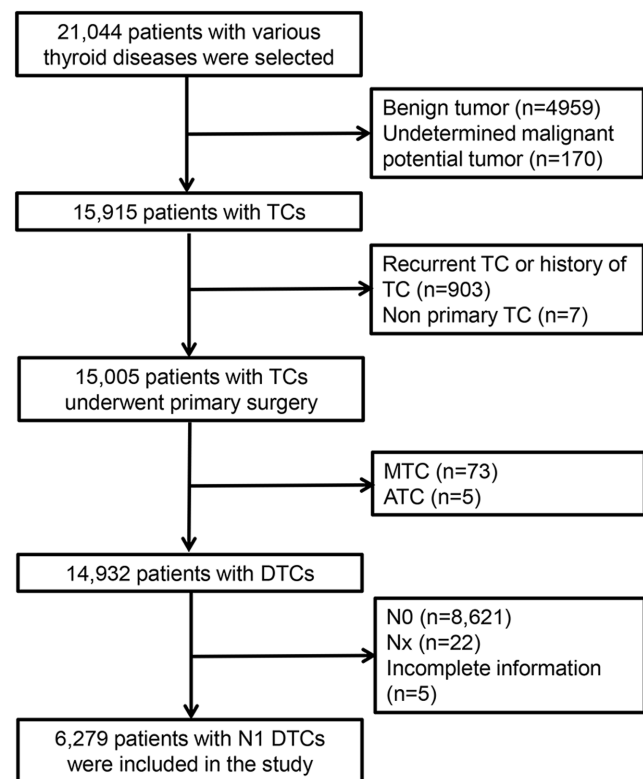 21,044 patients with various
thyroid diseases were selected
Benign tumor (n=4959)
Undetermined malignant
potential tumor (n=170)
15,915 patients with TCs
Recurrent TC or history of
TC (n=903)
Non primary TC (n=7)
15,005 patients with TCs
underwent primary surgery
MTC (n=73)
ATC (n=5)
14,932 patients with DTCs
N0 (n=8,621)
Nx (n=22)
Incomplete information
(n=5)
6,279 patients with N1 DTCs
were included in the study